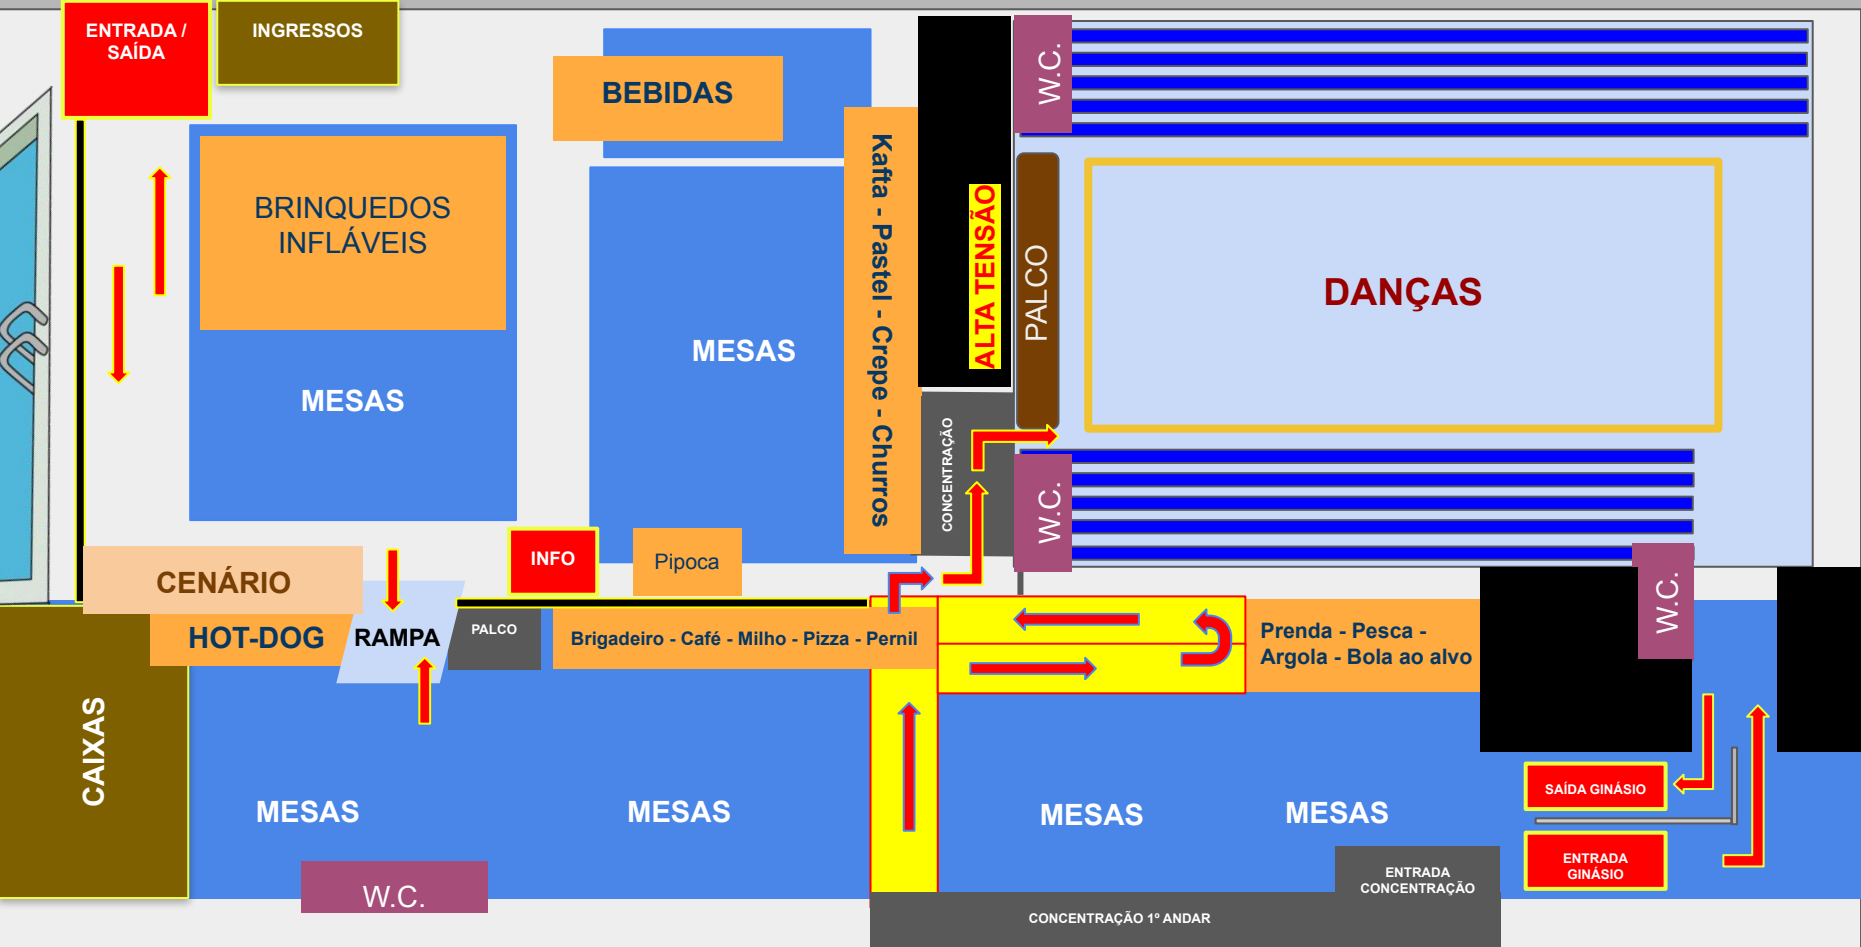 ENTRADA /
SAÍDA
INGRESSOS
BEBIDAS
W.C.
BRINQUEDOS
INFLÁVEIS
Kafta - Pastel - Crepe - Churros
ALTA TENSÃO
PALCO
DANÇAS
MESAS
MESAS
CONCENTRAÇÃO
W.C.
CENÁRIO
INFO
Pipoca
HOT-DOG
RAMPA
PALCO
Brigadeiro - Café - Milho - Pizza - Pernil
Prenda - Pesca -
Argola - Bola ao alvo
W.C.
CAIXAS
MESAS
MESAS
MESAS
MESAS
SAÍDA GINÁSIO
ENTRADA
GINÁSIO
W.C.
ENTRADA
CONCENTRAÇÃO
CONCENTRAÇÃO 1º ANDAR